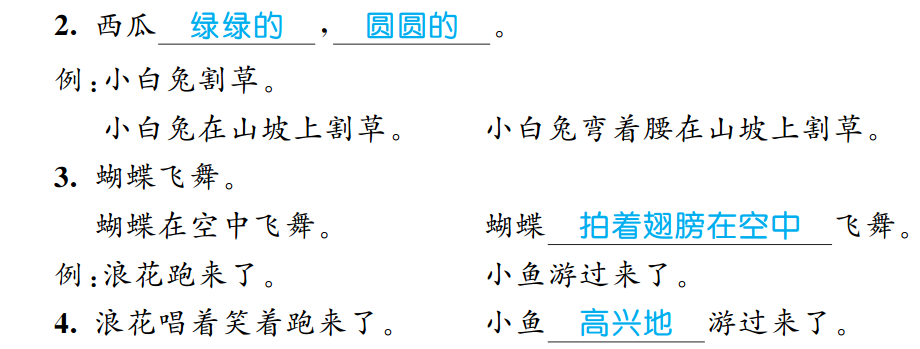 2. 西瓜 绿绿的 , 圆圆的 。
例:小白兔割草。
小白兔在山坡上割草。 小白兔弯着腰在山坡上割草。
3. 蝴蝶飞舞。
蝴蝶在空中飞舞。 蝴蝶 拍着翅膀在空中 飞舞。
例:浪花跑来了。 小鱼游过来了。
4. 浪花唱着笑着跑来了。 小鱼 高兴地 游过来了。